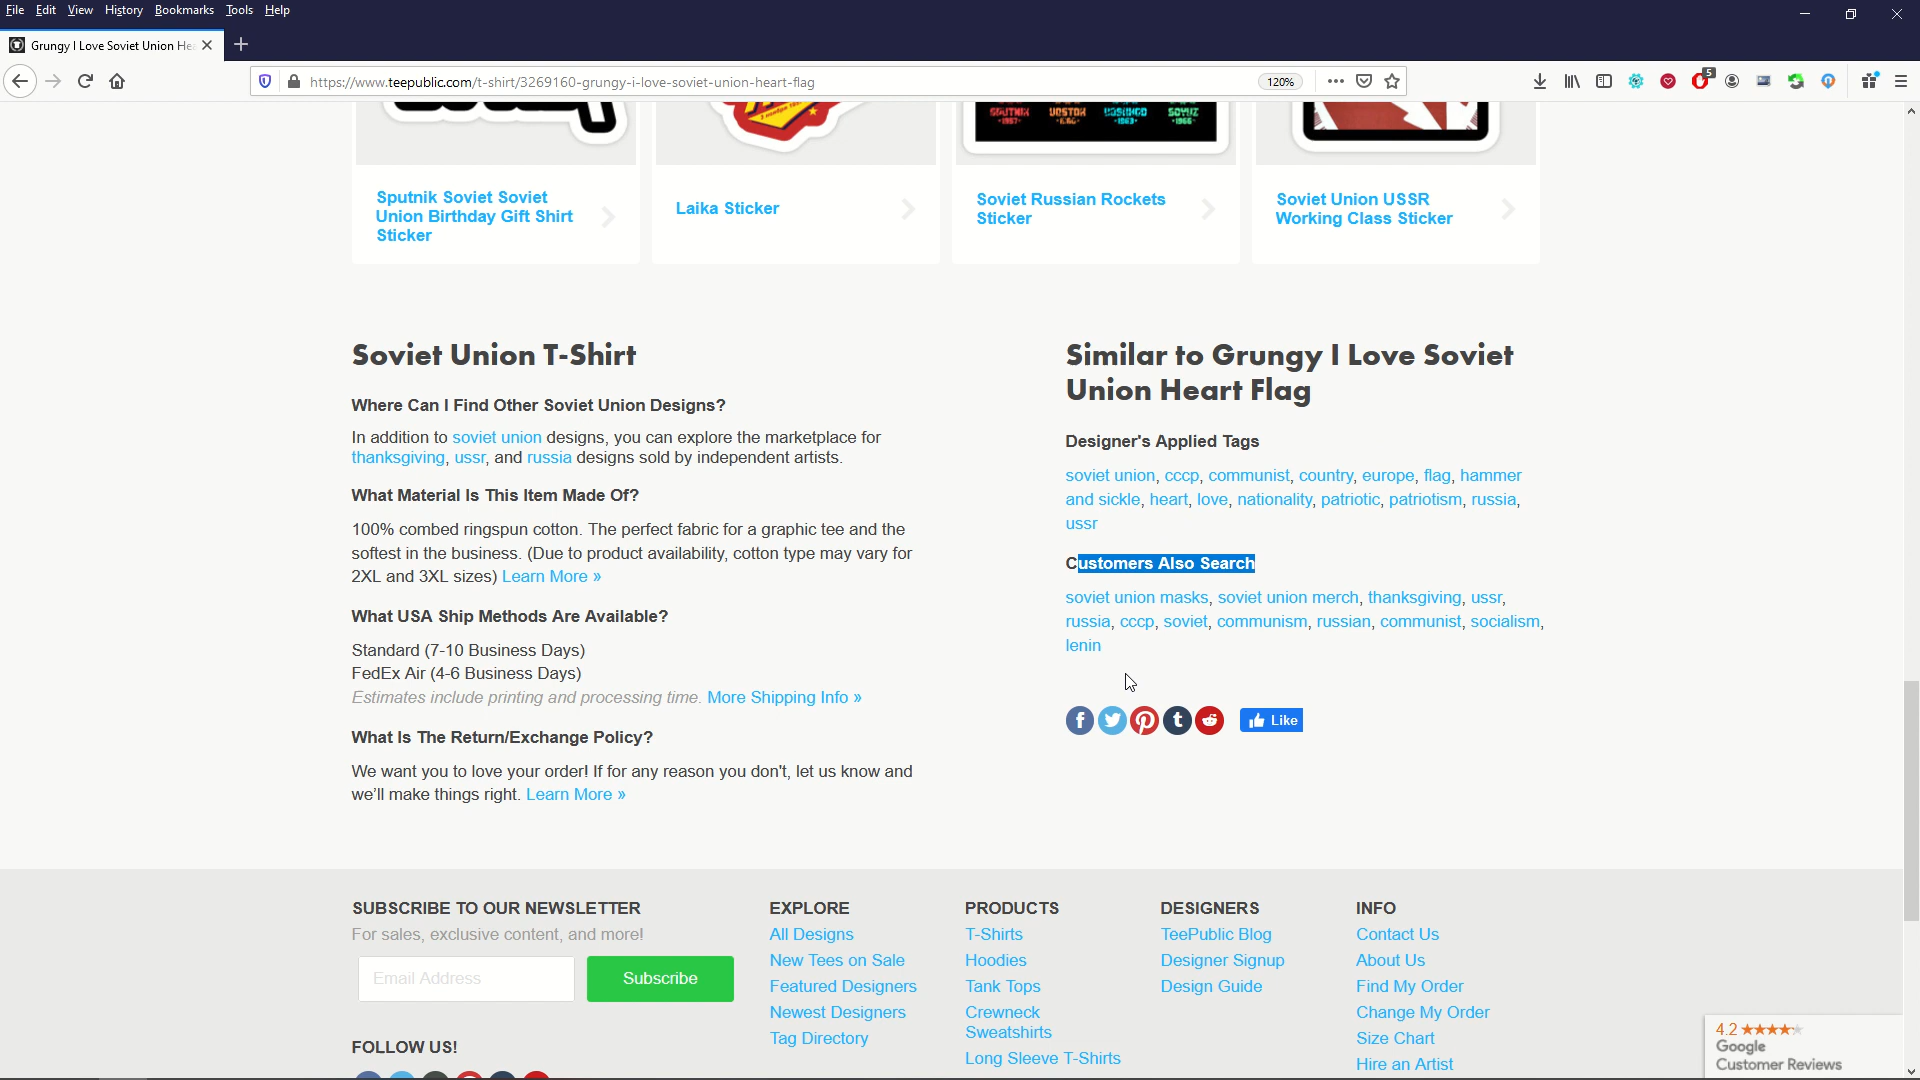 File Edit View History Bookmarks Tools Help
Grungy I Love Soviet Union He
https://www.teepublic.com/t-shirt/3269160-grungy-i-love-soviet-union-heart-flag
120%
5
SPUTNIK VOSTOK VOSKHOD SOYUZ
-1957- -1960- -1963- -1966-
Sputnik Soviet Soviet
Union Birthday Gift Shirt
Sticker
Laika Sticker
Soviet Russian Rockets
Sticker
Soviet Union USSR
Working Class Sticker
Soviet Union T-Shirt
Where Can I Find Other Soviet Union Designs?
In addition to soviet union designs, you can explore the marketplace for
thanksgiving, ussr, and russia designs sold by independent artists.
What Material Is This Item Made Of?
100% combed ringspun cotton. The perfect fabric for a graphic tee and the
softest in the business. (Due to product availability, cotton type may vary for
2XL and 3XL sizes) Learn More »
What USA Ship Methods Are Available?
Standard (7-10 Business Days)
FedEx Air (4-6 Business Days)
Estimates include printing and processing time. More Shipping Info »
What Is The Return/Exchange Policy?
We want you to love your order! If for any reason you don't, let us know and
we'll make things right. Learn More »
Similar to Grungy I Love Soviet
Union Heart Flag
Designer's Applied Tags
soviet union, cccp, communist, country, europe, flag, hammer
and sickle, heart, love, nationality, patriotic, patriotism, russia,
ussr
Customers Also Search
soviet union masks, soviet union merch, thanksgiving, ussr,
russia, cccp, soviet, communism, russian, communist, socialism,
lenin
Like
SUBSCRIBE TO OUR NEWSLETTER
For sales, exclusive content, and more!
Email Address
Subscribe
FOLLOW US!
EXPLORE
All Designs
New Tees on Sale
Featured Designers
Newest Designers
Tag Directory
PRODUCTS
T-Shirts
Hoodies
Tank Tops
Crewneck
Sweatshirts
Long Sleeve T-Shirts
DESIGNERS
TeePublic Blog
Designer Signup
Design Guide
INFO
Contact Us
About Us
Find My Order
Change My Order
Size Chart
Hire an Artist
4.2
Google
Customer Reviews